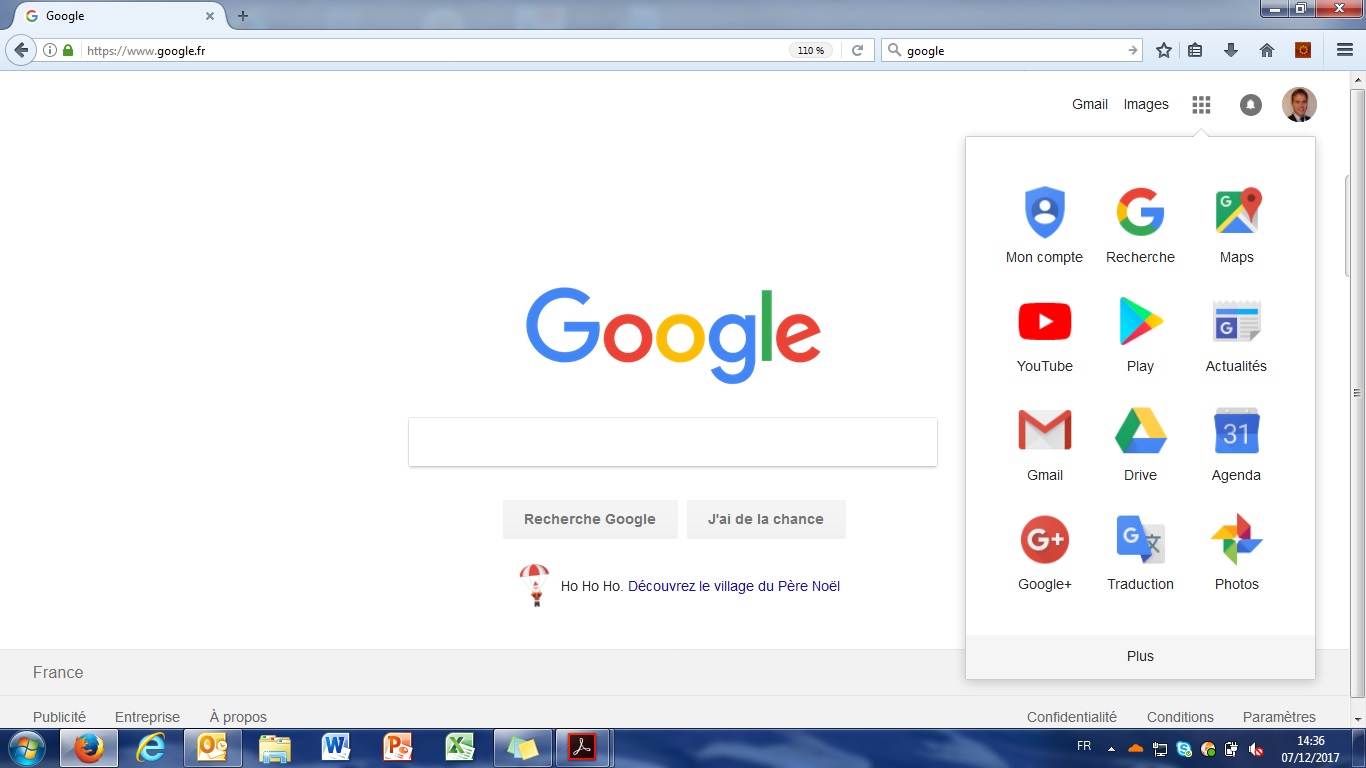 Google
https://www.google.fr
110 %
google
Gmail
Images
Mon compte
Recherche
Maps
YouTube
Play
Actualités
Gmail
Drive
31
Agenda
G+
Google+
Traduction
Photos
Plus
Google
Recherche Google
J'ai de la chance
Ho Ho Ho. Découvrez le village du Père Noël
France
Publicité
Entreprise
À propos
Confidentialité
Conditions
Paramètres
FR
14:36
07/12/2017